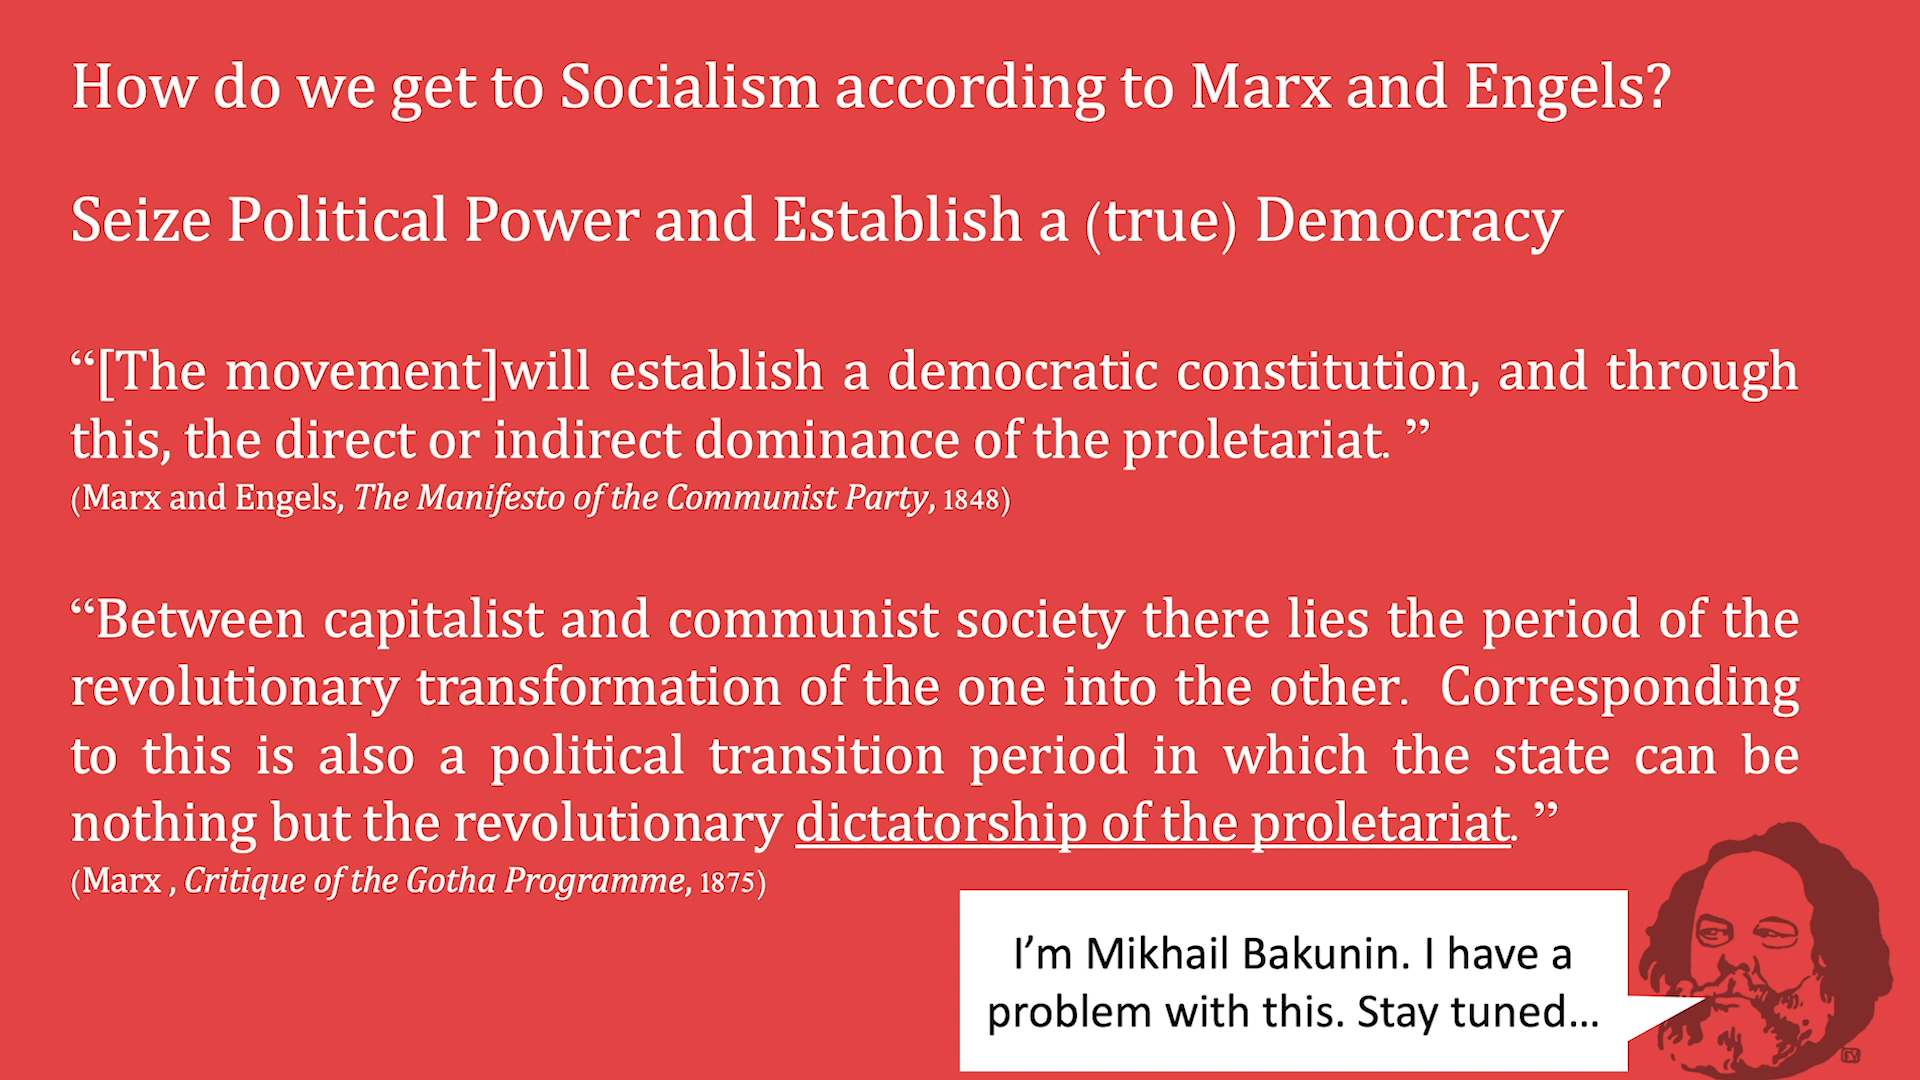 How do we get to Socialism according to Marx and Engels?
Seize Political Power and Establish a (true) Democracy
“[The movement]will establish a democratic constitution, and through
this, the direct or indirect dominance of the proletariat. ”
(Marx and Engels, The Manifesto of the Communist Party, 1848)
“Between capitalist and communist society there lies the period of the
revolutionary transformation of the one into the other.  Corresponding
to this is also a political transition period in which the state can be
nothing but the revolutionary dictatorship of the proletariat. ”
(Marx , Critique of the Gotha Programme, 1875)
I’m Mikhail Bakunin. I have a
problem with this. Stay tuned…